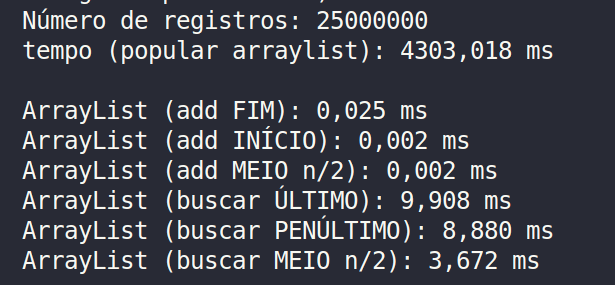 Número de registros: 25000000
tempo (popular arraylist): 4303,018 ms
ArrayList (add FIM): 0,025 ms
ArrayList (add INÍCIO): 0,002 ms
ArrayList (add MEIO n/2): 0,002 ms
ArrayList (buscar ÚLTIMO): 9,908 ms
ArrayList (buscar PENÚLTIMO): 8,880 ms
ArrayList (buscar MEIO n/2): 3,672 ms